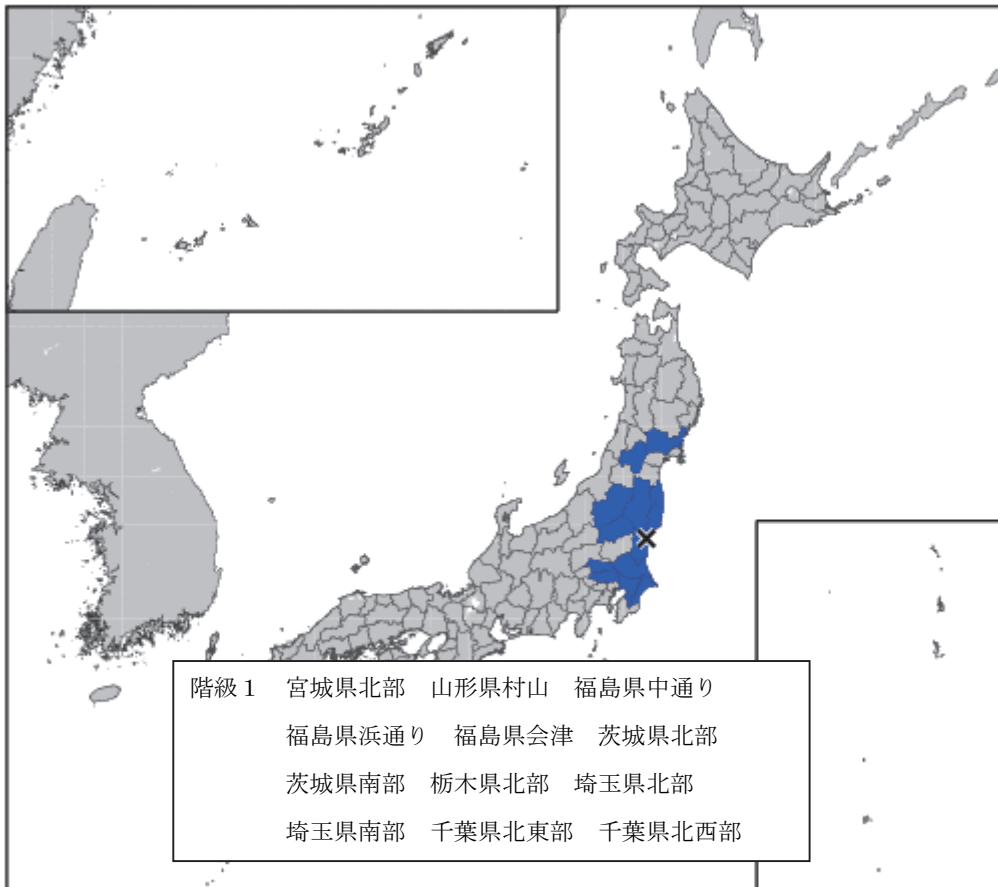 階級1 宮城県北部 山形県村山 福島県中通り
福島県浜通り 福島県会津 茨城県北部
茨城県南部 栃木県北部 埼玉県北部
埼玉県南部 千葉県北東部 千葉県北西部